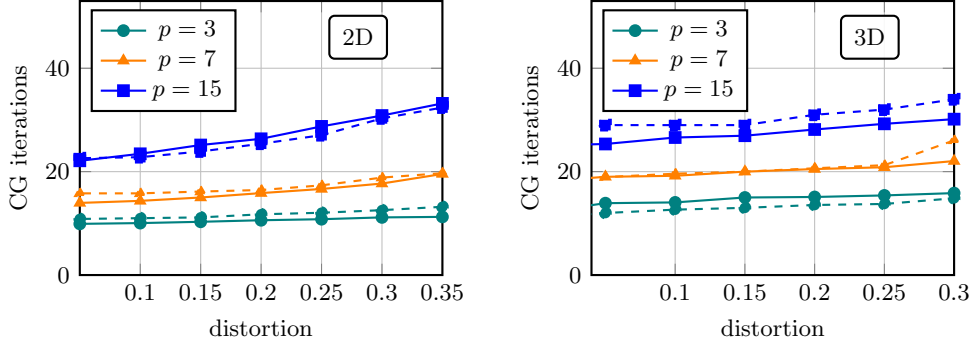 p = 3
p = 7
p = 15
2D
CG iterations
0
20
40
0.1
0.15
0.2
0.25
0.3
0.35
distortion
p = 3
p = 7
p = 15
3D
CG iterations
0
20
40
0.1
0.15
0.2
0.25
0.3
distortion